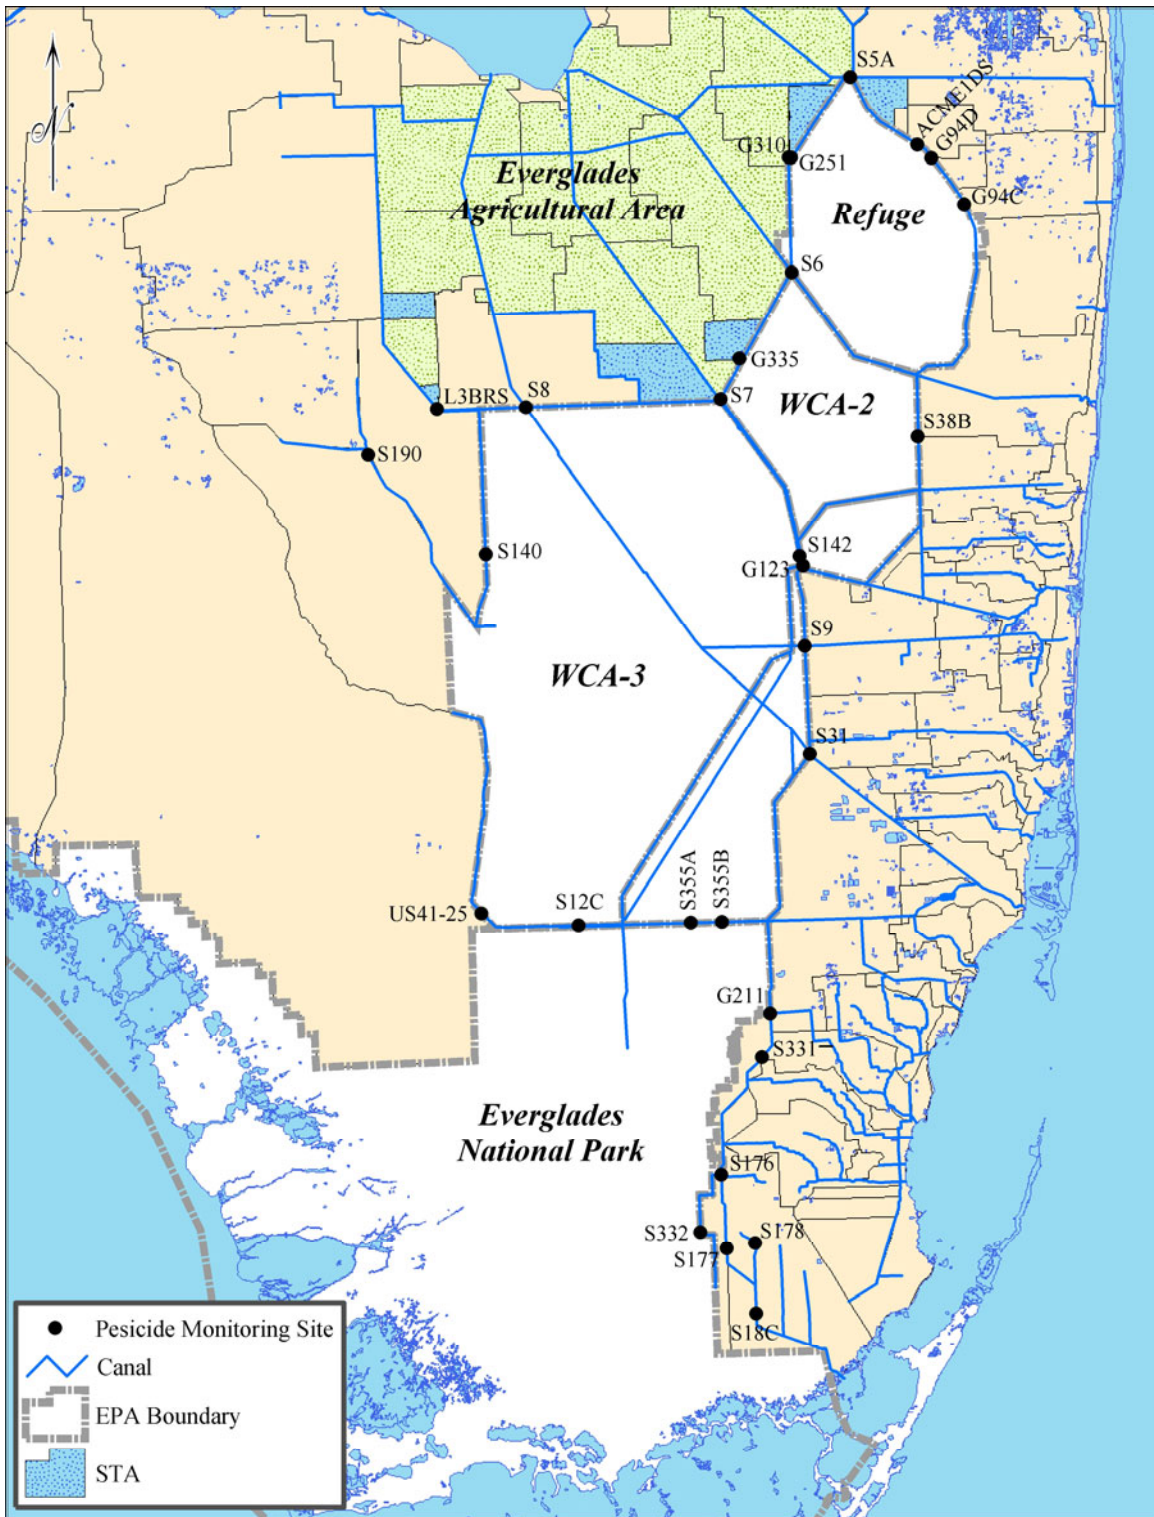 N
S5A
ACME1DS
G94D
G310
G251
Everglades
Agricultural Area
G94C
Refuge
S6
G335
S7
L3BRS
S8
WCA-2
S38B
S190
S140
S142
G123
S9
WCA-3
S31
S355A
S355B
US41-25
S12C
G211
S331
Everglades
National Park
S176
S332
S178
S177
S18C
Pesicide Monitoring Site
Canal
EPA Boundary
STA